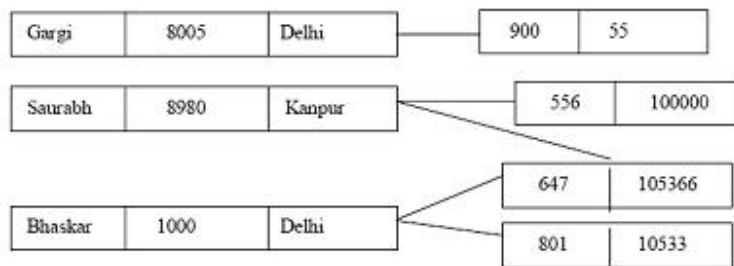 Gargi 8005 Delhi 900 55
Saurabh 8980 Kanpur 556 100000
647 105366
Bhaskar 1000 Delhi
801 10533